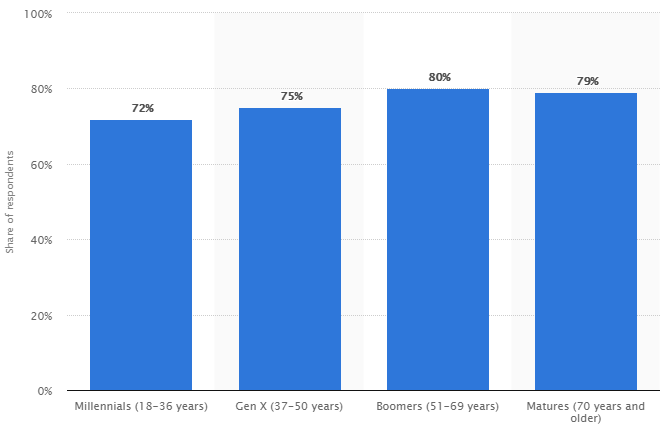 100%
80%
60%
40%
20%
0%
Share of respondents
72%
75%
80%
79%
Millennials (18-36 years)
Gen X (37-50 years)
Boomers (51-69 years)
Matures (70 years and
older)